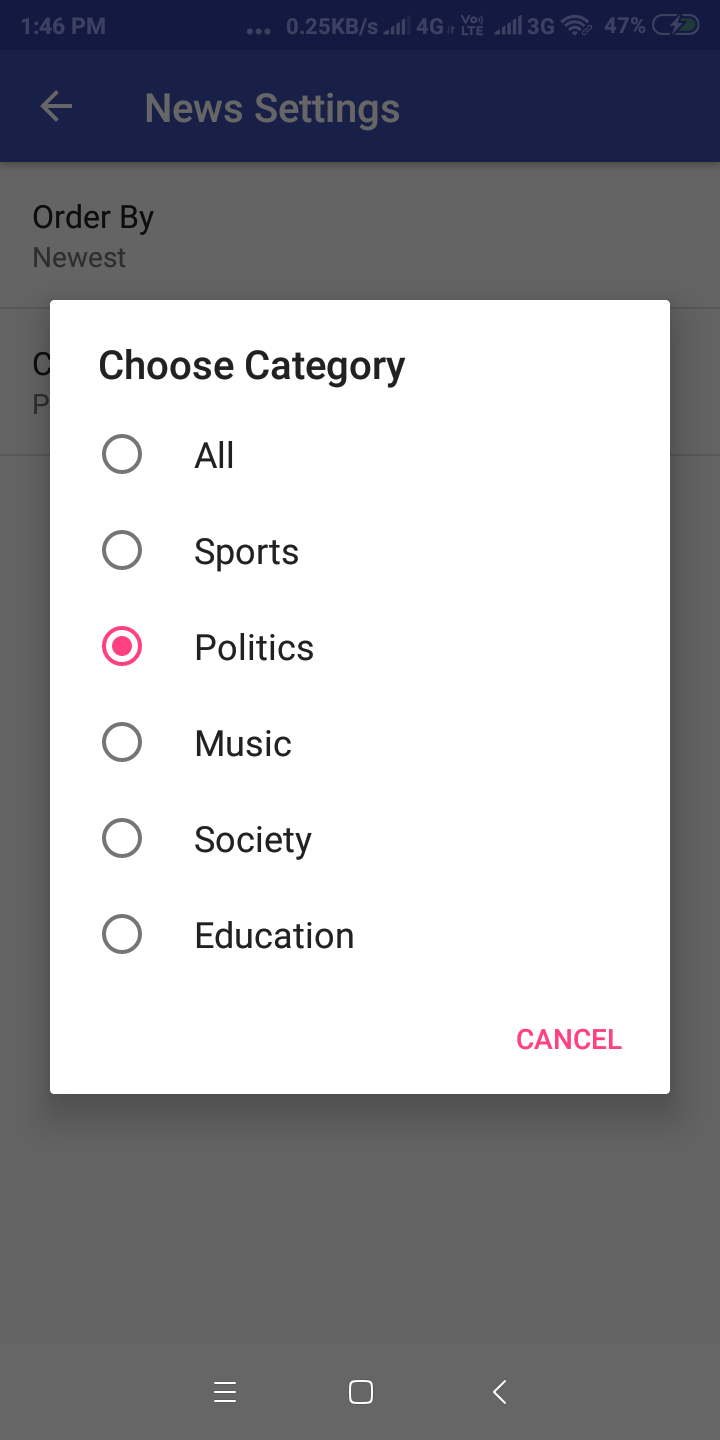 1:46 PM ... 0.25KB/s 4G Vo) LTE 3G 47%
News Settings
Order By
Newest
C
P
Choose Category
All
Sports
Politics
Music
Society
Education
CANCEL